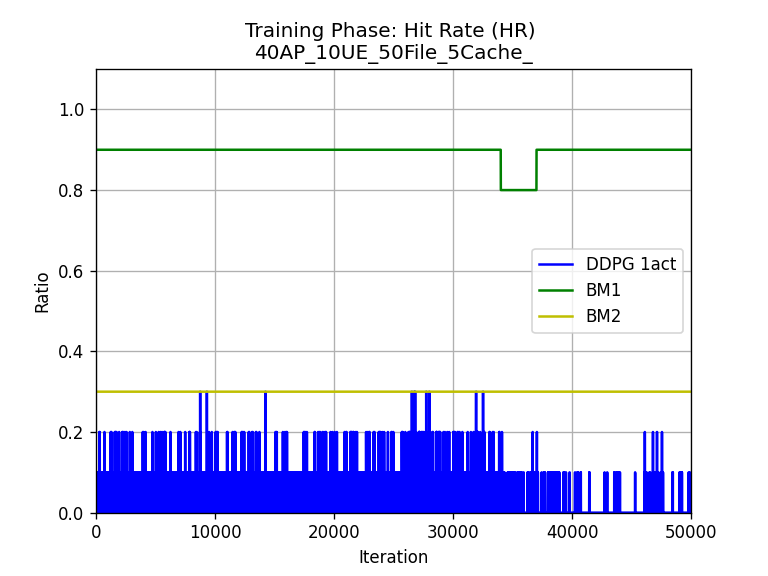 Training Phase: Hit Rate (HR)
40AP_10UE_50File_5Cache_
1.0
0.8
0.6
0.4
0.2
0.0
Ratio
DDPG 1act
BM1
BM2
0
10000
20000
30000
40000
50000
Iteration